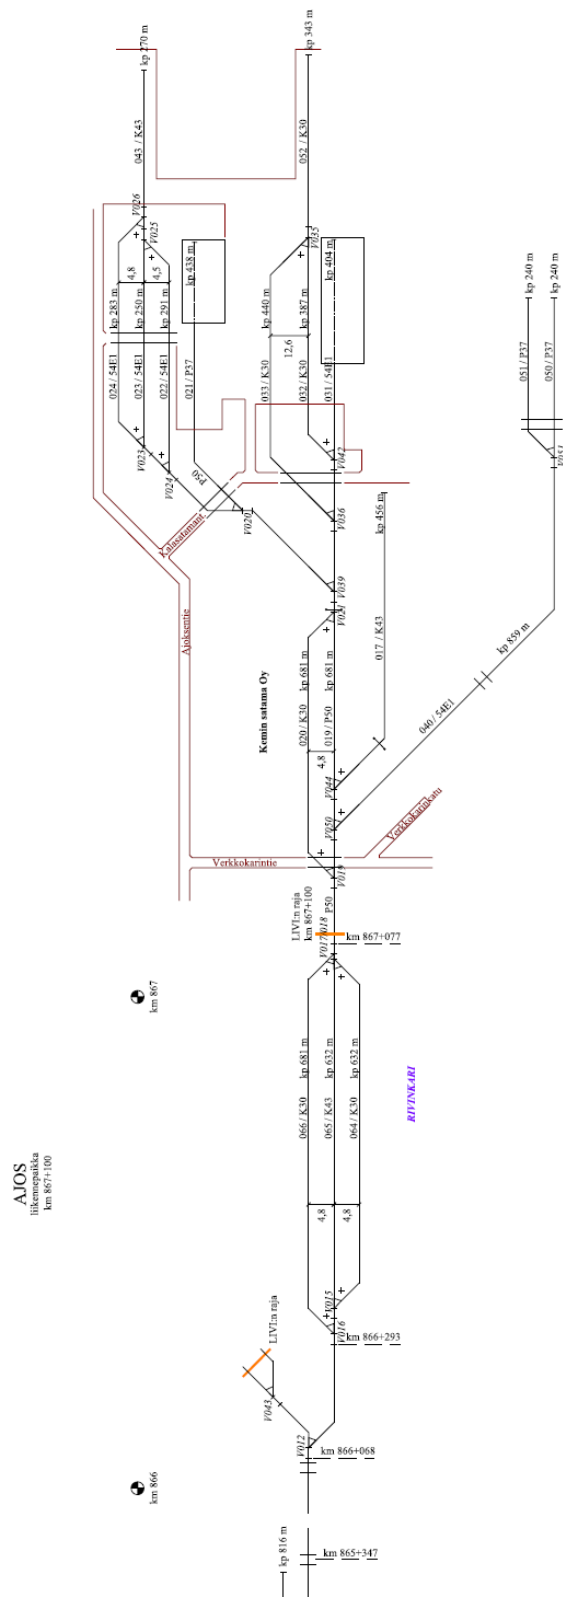 kp 270 m
kp 343 m
043 / K43
052 / K30
V026
V025
V035
kp 438 m
kp 404 m
4,8
4,5
kp 283 m
kp 250 m
kp 291 m
kp 440 m
kp 387 m
kp 240 m
kp 240 m
12,6
024 / 54E1
023 / 54E1
022 / 54E1
021 / P37
033 / K30
032 / K30
031 / 54E1
051 / P37
050 / P37
V023
V024
P50
V042
V051
V020
V036
kp 456 m
Kalasatamant
V039
V021
Ajoksentie
017 / K43
kp 859 m
kp 681 m
kp 681 m
Kemin satama Oy
020 / K30
019 / P50
040 / 54E1
4,8
V044
V050
Verkkokarinkatu
Verkkokarintie
V019
P50
LIVI:n raja
km 867+100
V017
V018
km 867+077
km 867
kp 681 m
kp 632 m
kp 632 m
066 / K30
065 / K43
064 / K30
RIVINKARI
AJOS
liikennepaikka
km 867+100
4,8
4,8
V015
V016
LIVI:n raja
km 866+293
V043
V012
km 866+068
km 866
kp 816 m
km 865+347